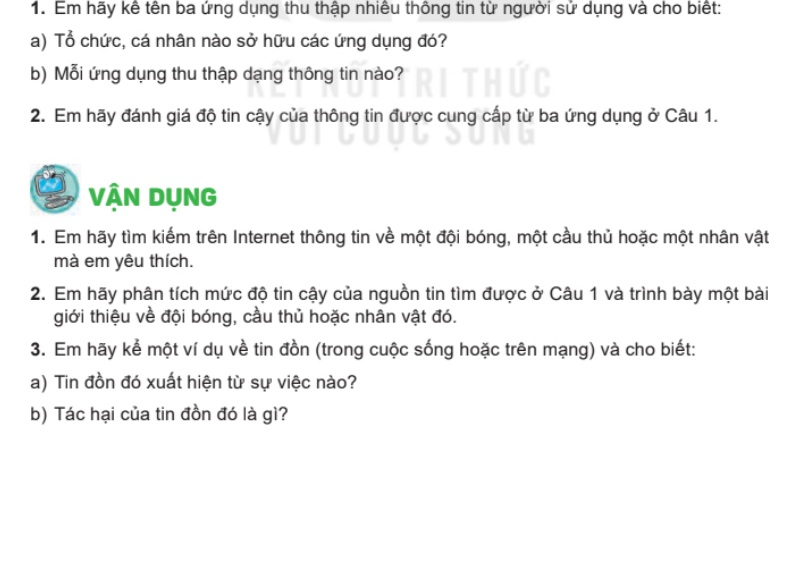 1. Em hãy kể tên ba ứng dụng thu thập nhiều thông tin từ người sử dụng và cho biết:
a) Tổ chức, cá nhân nào sở hữu các ứng dụng đó?
b) Mỗi ứng dụng thu thập dạng thông tin nào?
KẾT NỐI TRI THỨC
2. Em hãy đánh giá độ tin cậy của thông tin được cung cấp từ ba ứng dụng ở Câu 1.
VỚI CUỘC SỐNG
VẬN DỤNG
1. Em hãy tìm kiếm trên Internet thông tin về một đội bóng, một cầu thủ hoặc một nhân vật
mà em yêu thích.
2. Em hãy phân tích mức độ tin cậy của nguồn tin tìm được ở Câu 1 và trình bày một bài
giới thiệu về đội bóng, cầu thủ hoặc nhân vật đó.
3. Em hãy kể một ví dụ về tin đồn (trong cuộc sống hoặc trên mạng) và cho biết:
a) Tin đồn đó xuất hiện từ sự việc nào?
b) Tác hại của tin đồn đó là gì?